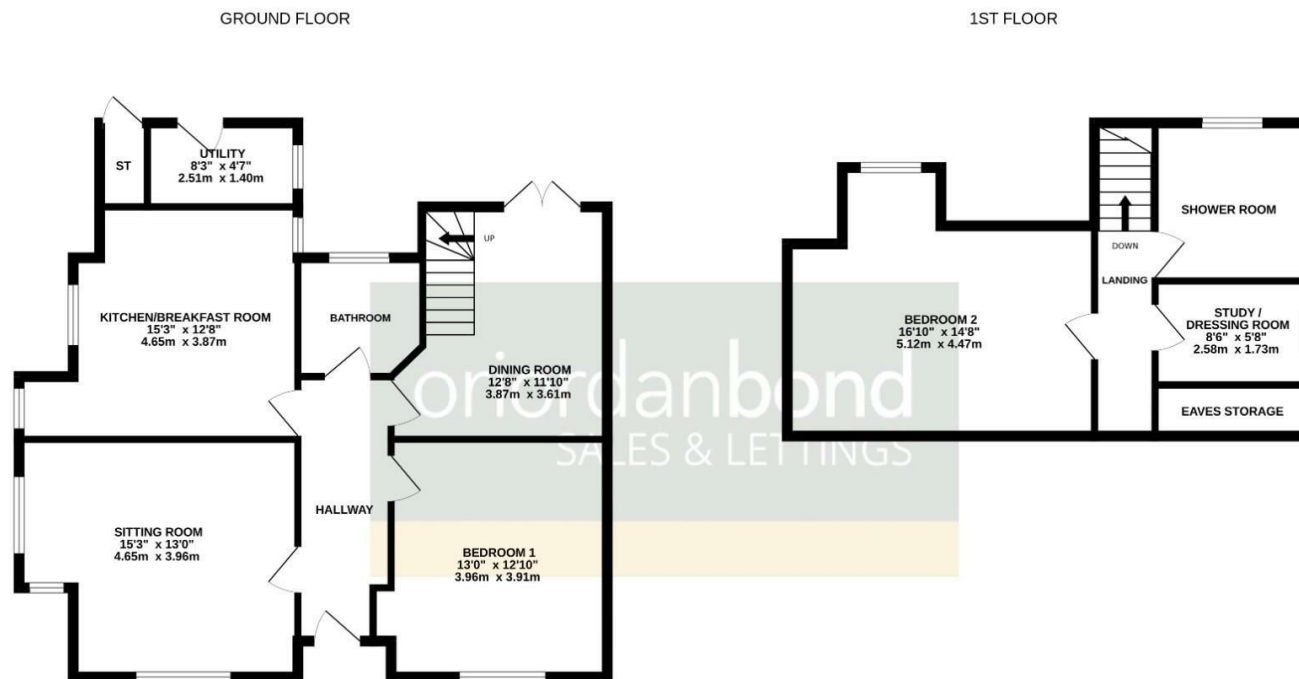 GROUND FLOOR
1ST FLOOR
ST
UTILITY
8'3" x 4'7"
2.51m x 1.40m
UP
KITCHEN/BREAKFAST ROOM
15'3" x 12'8"
4.65m x 3.87m
BATHROOM
DINING ROOM
12'8" x 11'10"
3.87m x 3.61m
SITTING ROOM
15'3" x 13'0"
4.65m x 3.96m
HALLWAY
BEDROOM 1
13'0" x 12'10"
3.96m x 3.91m
SHOWER ROOM
DOWN
LANDING
BEDROOM 2
16'10" x 14'8"
5.12m x 4.47m
STUDY /
DRESSING ROOM
8'6" x 5'8"
2.58m x 1.73m
EAVES STORAGE
oriordanbond
SALES & LETTINGS